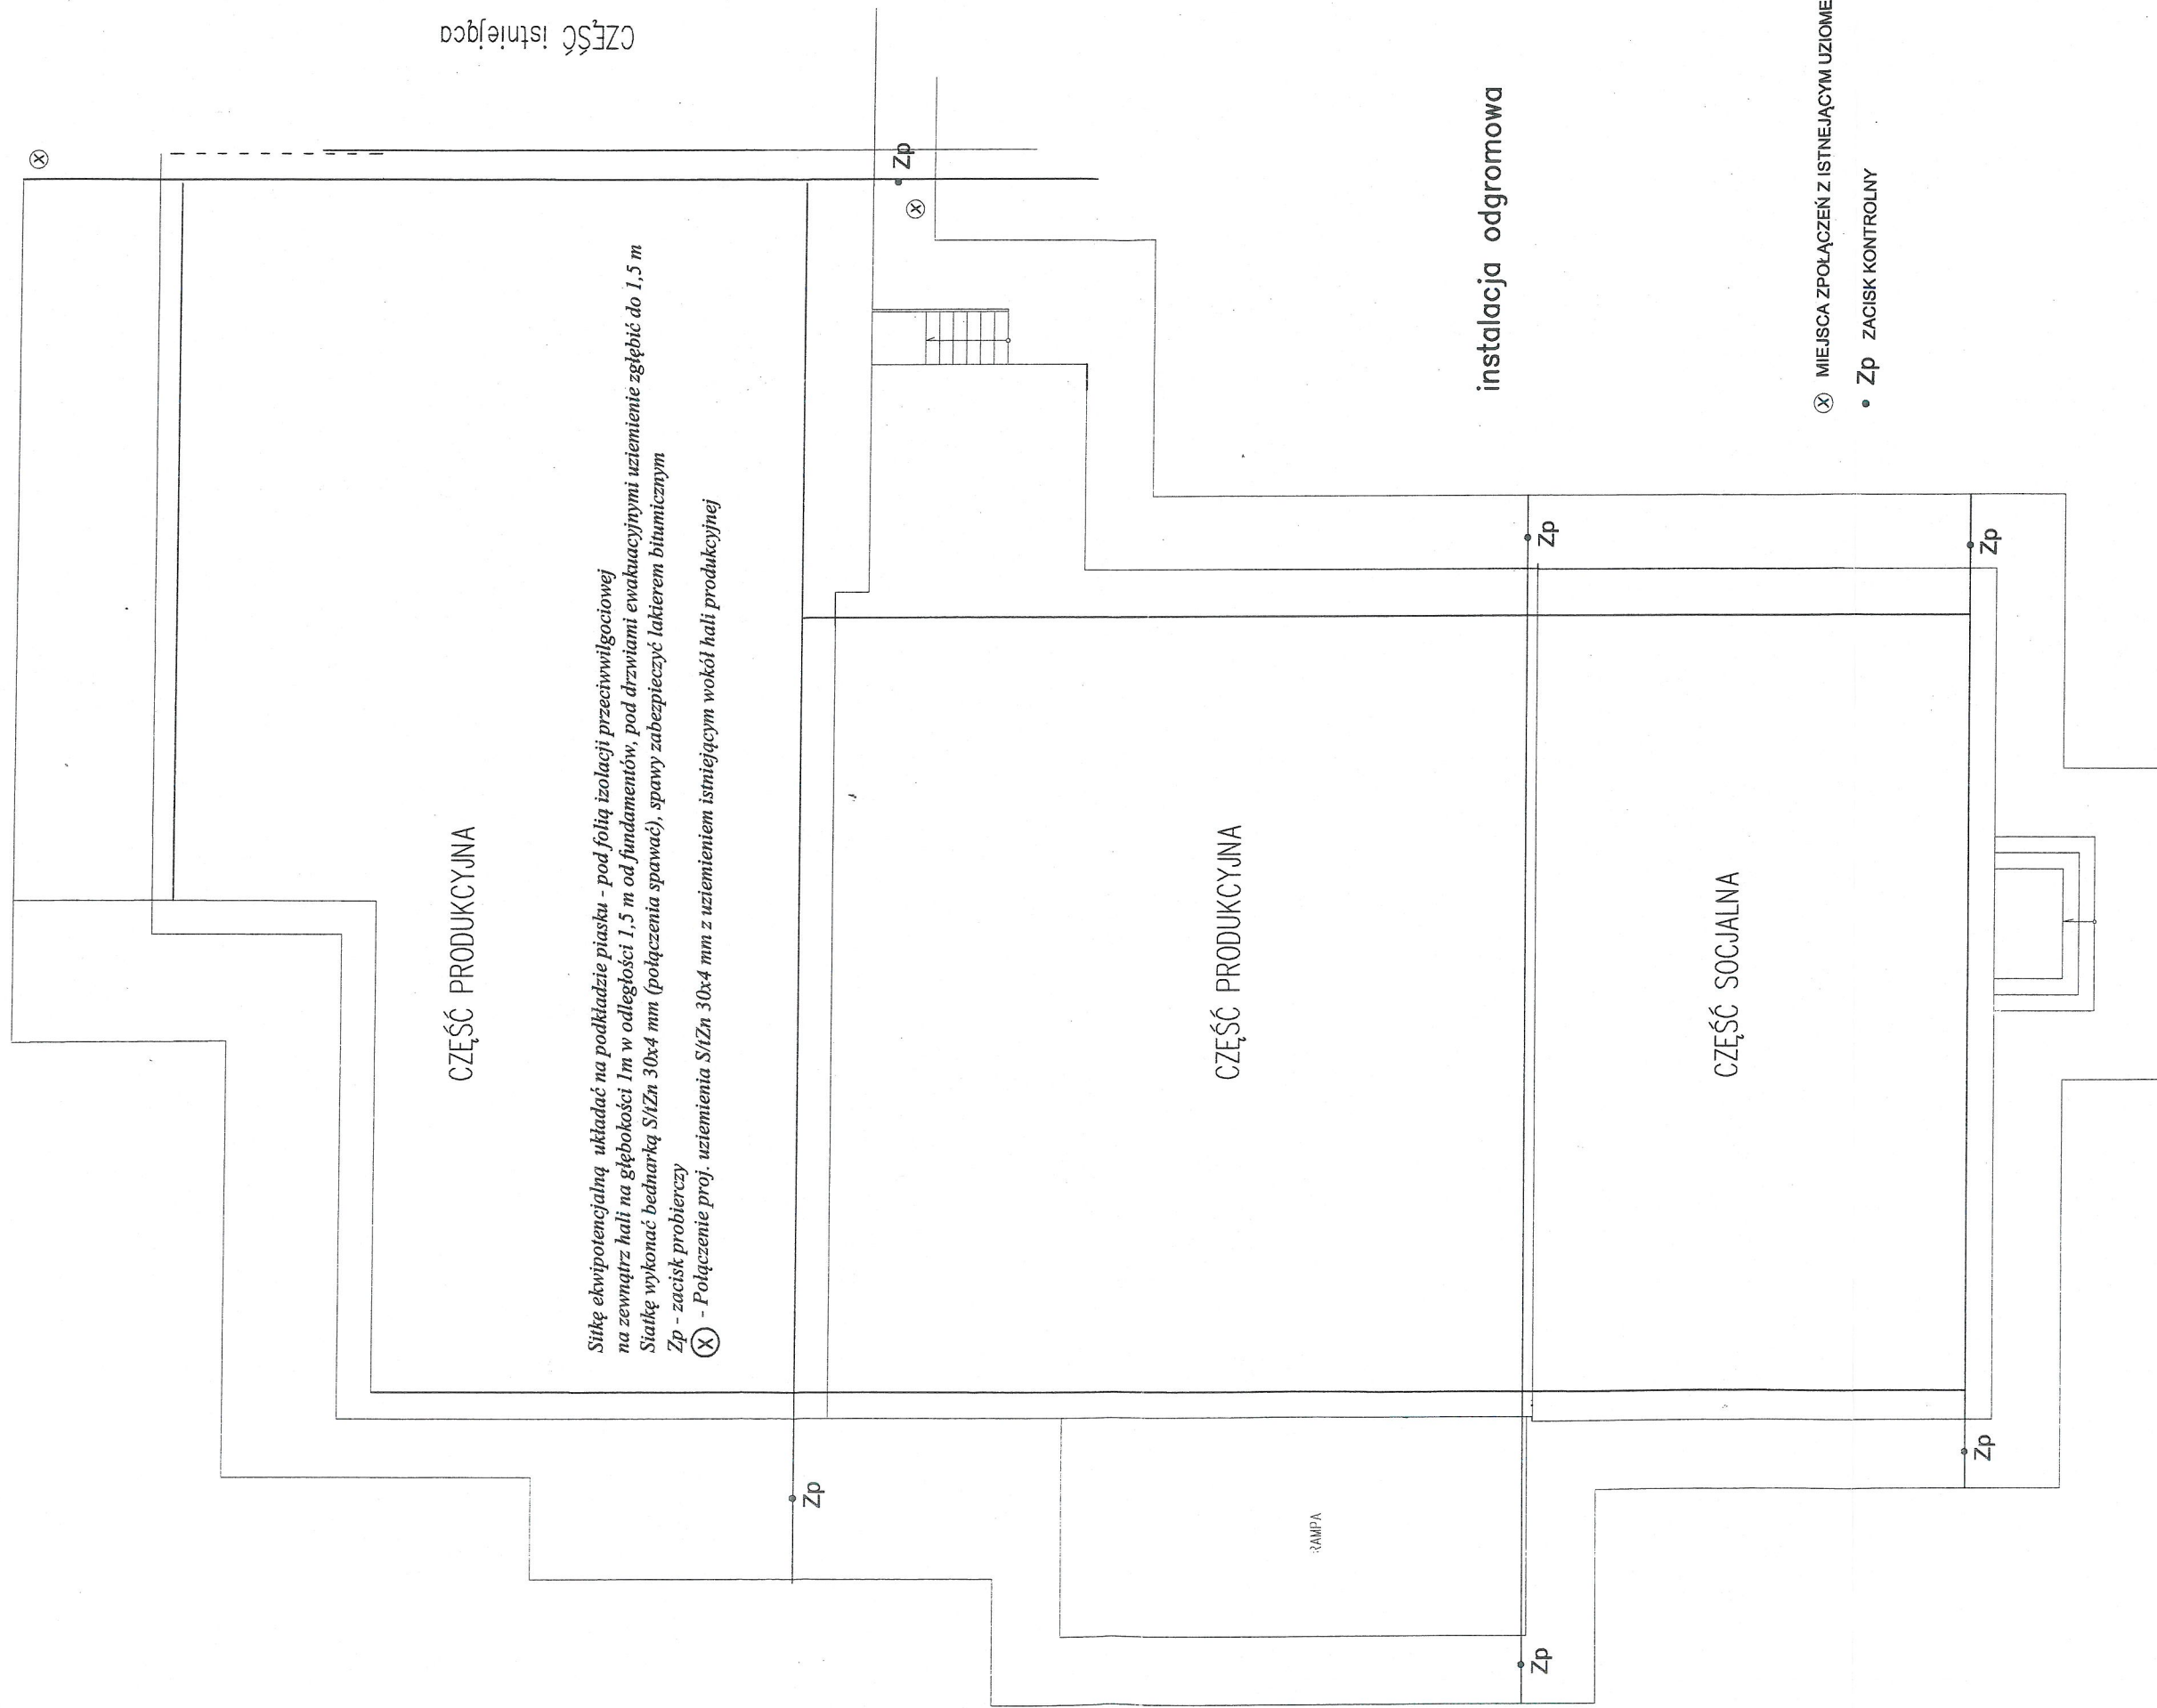 CZĘŚĆ istniejąca
Zp
CZĘŚĆ PRODUKCYJNA
Sitkę ekwipotencjalną układać na podkładzie piasku - pod folią izolacji przeciwwilgociowej
na zewnątrz hali na głębokości 1m w odległości 1,5 m od fundamentów, pod drzwiami ewakuacyjnymi uziemienie zgłębić do 1,5 m
Siatkę wykonać bednarką S/tZn 30x4 mm (połączenia spawać), spawy zabezpieczyć lakierem bitumicznym
Zp - zacisk probierczy
Ⓧ - Połączenie proj. uziemienia S/tZn 30x4 mm z uziemieniem istniejącym wokół hali produkcyjnej
Ⓧ
Ⓧ
Zp
CZĘŚĆ PRODUKCYJNA
RAMPA
instalacja odgromowa
Zp
Zp
CZĘŚĆ SOCJALNA
Ⓧ MIEJSCA ZPOŁĄCZEŃ Z ISTNEJĄCYM UZIOME
• Zp ZACISK KONTROLNY
Zp
Zp